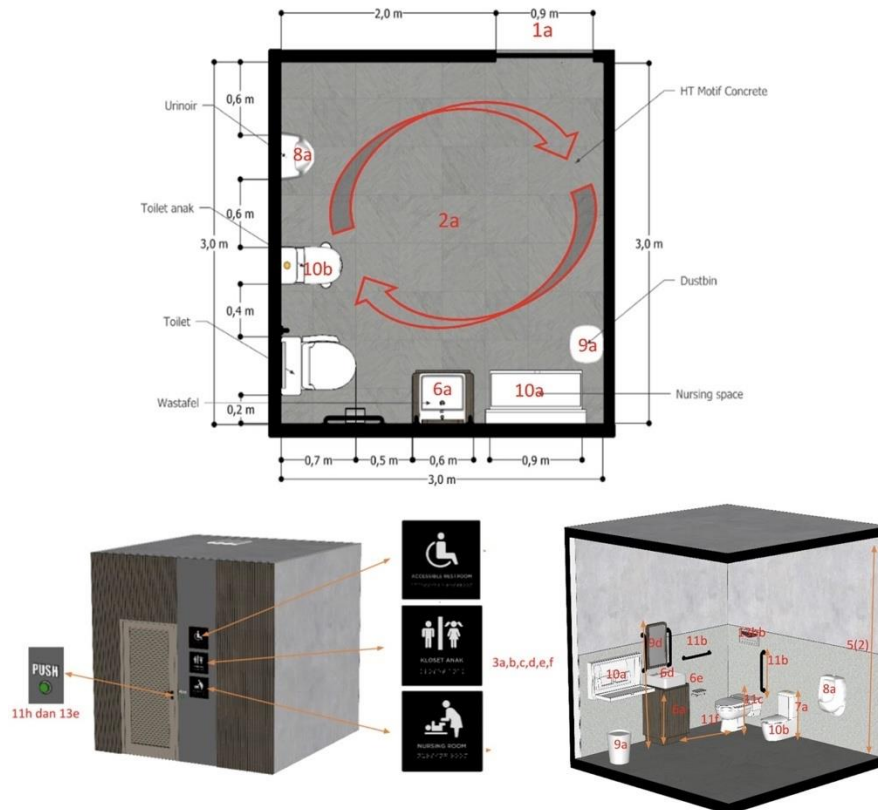 2,0 m
0,9 m
1a
0,6 m
HT Motif Concrete
Urinoir
8a
0,6 m
Toilet anak
2a
3,0 m
3,0 m
10b
0,4 m
Dustbin
Toilet
9a
6a
10a
Nursing space
Wastafel
0,2 m
0,7 m
0,5 m
0,6 m
0,9 m
3,0 m
ACCESSIBLE RESTROOM
KLOSET ANAK
3a,b,c,d,e,f
NURSING ROOM
PUSH
11h dan 13e
5(2)
9d
11b
11b
10a
6d
6e
11c
7a
8a
6a
11f
10b
9a